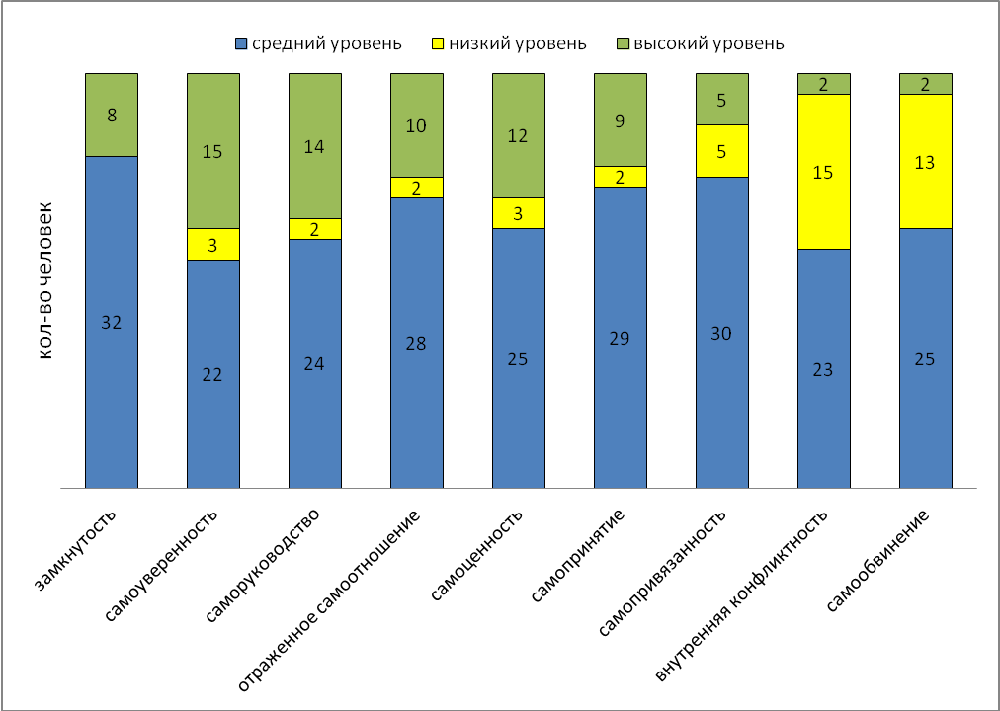 средний уровень низкий уровень высокий уровень
кол-во человек
8 15 14 10 12 9 5 2 2
3 2 2 3 2 5 15 13
32 22 24 28 25 29 30 23 25
замкнутость
самоуверенность
саморуководство
отраженное самоотношение
самоценность
самопринятие
самопривязанность
внутренняя конфликтность
самообвинение